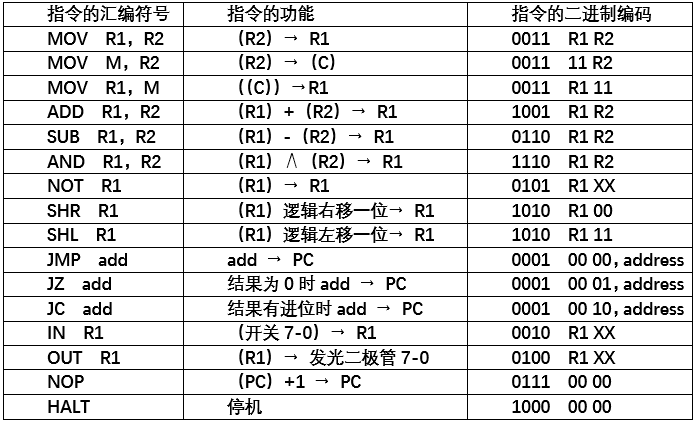 指令的汇编符号 指令的功能 指令的二进制编码
MOV R1，R2 （R2）→ R1 0011 R1 R2
MOV M，R2 （R2）→（C） 0011 11 R2
MOV R1，M （（C））→R1 0011 R1 11
ADD R1，R2 （R1）+（R2）→ R1 1001 R1 R2
SUB R1，R2 （R1）-（R2）→ R1 0110 R1 R2
AND R1，R2 （R1）∧（R2）→ R1 1110 R1 R2
NOT R1 （R1）→ R1 0101 R1 XX
SHR R1 （R1）逻辑右移一位→ R1 1010 R1 00
SHL R1 （R1）逻辑左移一位→ R1 1010 R1 11
JMP add add → PC 0001 00 00，address
JZ add 结果为0时add → PC 0001 00 01，address
JC add 结果有进位时add → PC 0001 00 10，address
IN R1 （开关7-0）→ R1 0010 R1 XX
OUT R1 （R1）→ 发光二极管7-0 0100 R1 XX
NOP （PC）+1 → PC 0111 00 00
HALT 停机 1000 00 00